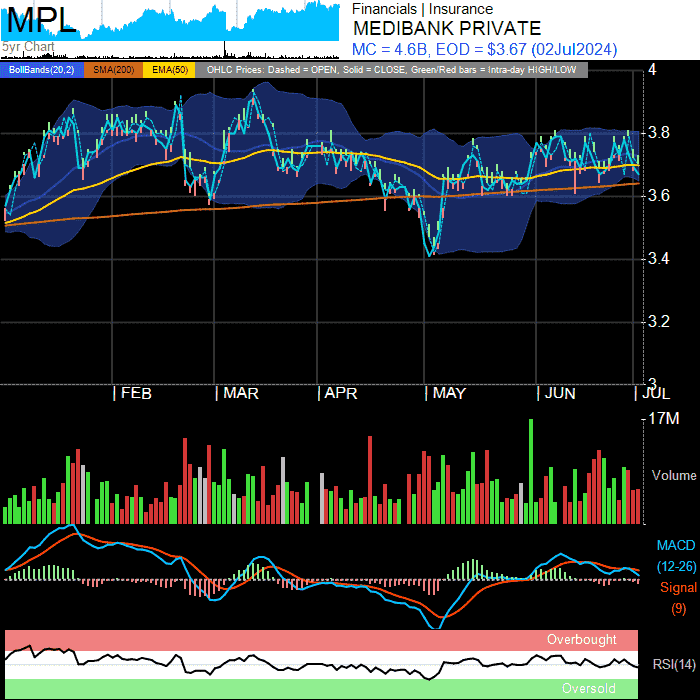 MPL
5yr Chart
Financials | Insurance
MEDIBANK PRIVATE
MC = 4.6B, EOD = $3.67 (02Jul2024)
BollBands(20,2) SMA(200) EMA(50) OHLC Prices: Dashed = OPEN, Solid = CLOSE, Green/Red bars = Intra-day HIGH/LOW
4
3.8
3.6
3.4
3.2
3
FEB MAR APR MAY JUN JUL
17M
Volume
MACD
(12-26)
Signal
(9)
Overbought
RSI(14)
Oversold